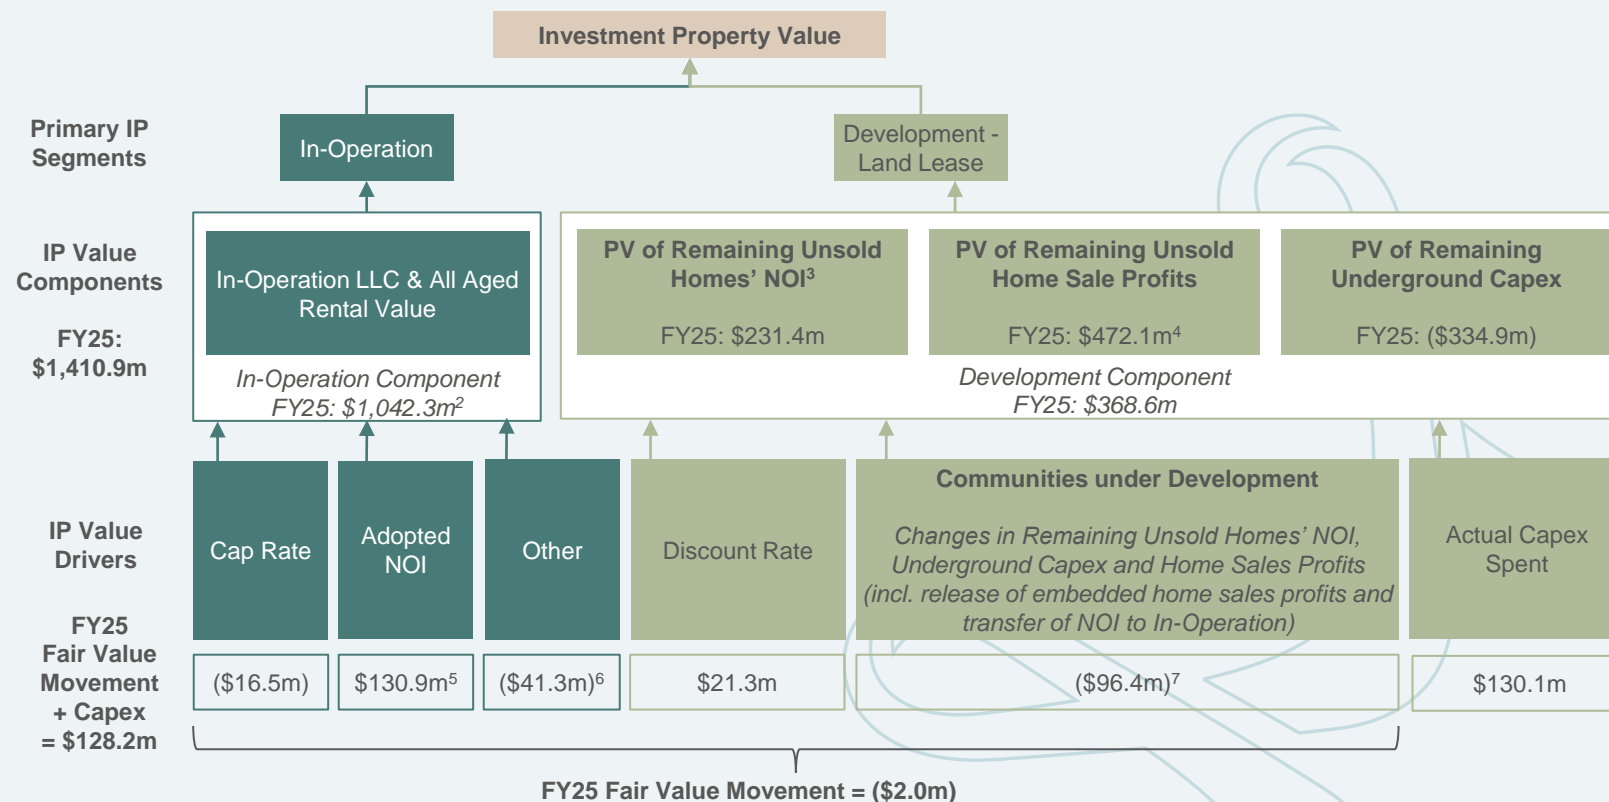 Investment Property Value
Primary IP
Segments
In-Operation
Development -
Land Lease
IP Value
Components
FY25:
$1,410.9m
In-Operation LLC & All Aged
Rental Value
In-Operation Component
FY25: $1,042.3m²
PV of Remaining Unsold
Homes’ NOI³
FY25: $231.4m
PV of Remaining Unsold
Home Sale Profits
FY25: $472.1m⁴
PV of Remaining
Underground Capex
FY25: ($334.9m)
Development Component
FY25: $368.6m
IP Value
Drivers
Cap Rate
Adopted
NOI
Other
Discount Rate
Communities under Development
Changes in Remaining Unsold Homes’ NOI,
Underground Capex and Home Sales Profits
(incl. release of embedded home sales profits and
transfer of NOI to In-Operation)
Actual Capex
Spent
FY25
Fair Value
Movement
+ Capex
= $128.2m
($16.5m)
$130.9m⁵
($41.3m)⁶
$21.3m
($96.4m)⁷
$130.1m
FY25 Fair Value Movement = ($2.0m)